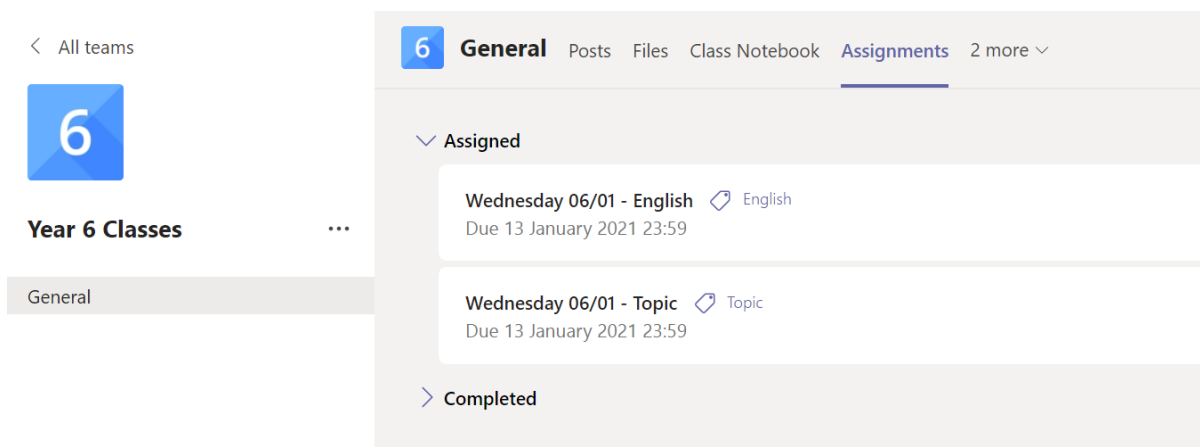 All teams
6
Year 6 Classes
General
6 General Posts Files Class Notebook Assignments 2 more
Assigned
Wednesday 06/01 - English English
Due 13 January 2021 23:59
Wednesday 06/01 - Topic Topic
Due 13 January 2021 23:59
Completed